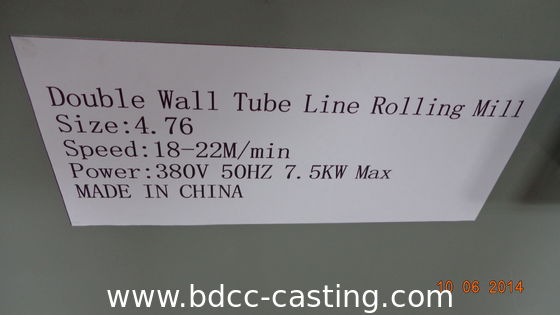 Double Wall Tube Line Rolling Mill
Size:4.76
Speed:18-22M/min
Power:380V 50HZ 7.5KW Max
MADE IN CHINA
10 06 2014
www.bdcc-casting.com